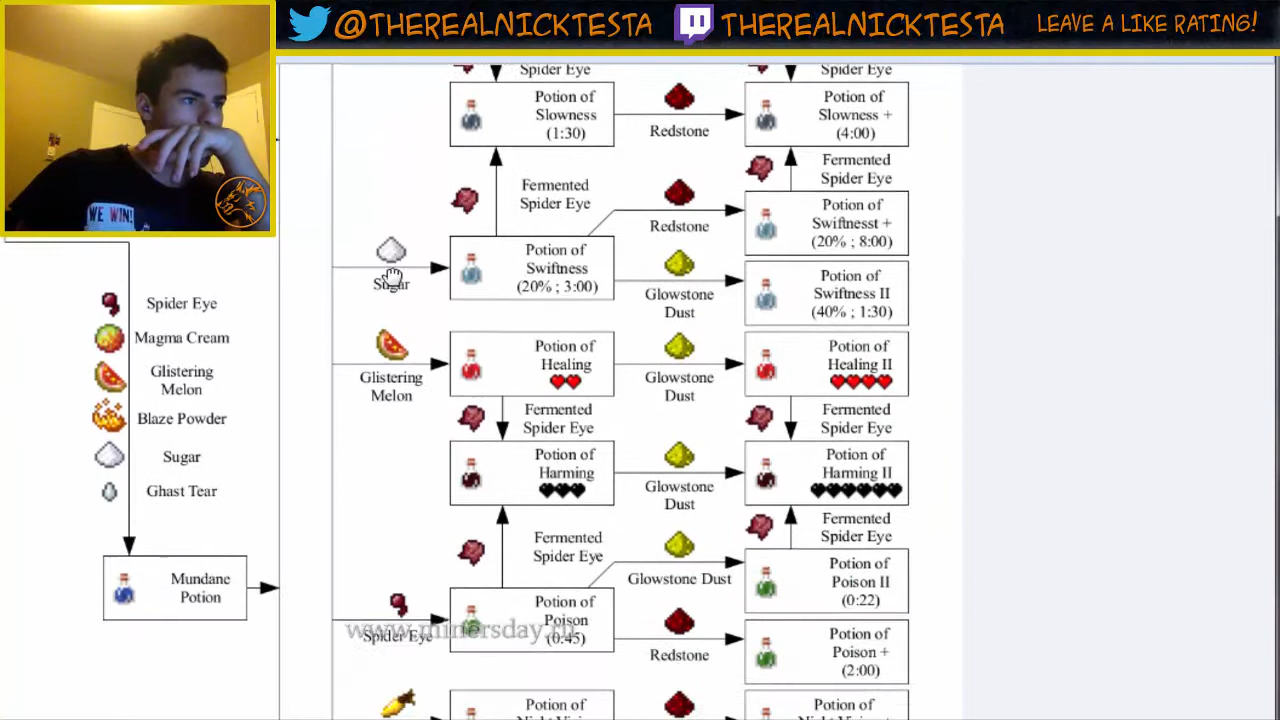 @THEREALNICKTESTA
THEREALNICKTESTA
LEAVE A LIKE RATING!
WE WIN!
Spider Eye
Spider Eye
Potion of
Slowness
(1:30)
Redstone
Potion of
Slowness +
(4:00)
Fermented
Spider Eye
Fermented
Spider Eye
Redstone
Potion of
Swiftnesst +
(20% ; 8:00)
Sugar
Potion of
Swiftness
(20% ; 3:00)
Glowstone
Dust
Potion of
Swiftness II
(40% ; 1:30)
Spider Eye
Magma Cream
Glistering
Melon
Blaze Powder
Sugar
Ghast Tear
Mundane
Potion
Glistering
Melon
Potion of
Healing
Glowstone
Dust
Potion of
Healing II
Fermented
Spider Eye
Fermented
Spider Eye
Potion of
Harming
Glowstone
Dust
Potion of
Harming II
Fermented
Spider Eye
Fermented
Spider Eye
Glowstone Dust
Potion of
Poison II
(0:22)
Spider Eye
Potion of
Poison
(0:45)
www.minersday.ru
Redstone
Potion of
Poison +
(2:00)
Potion of
Potion of